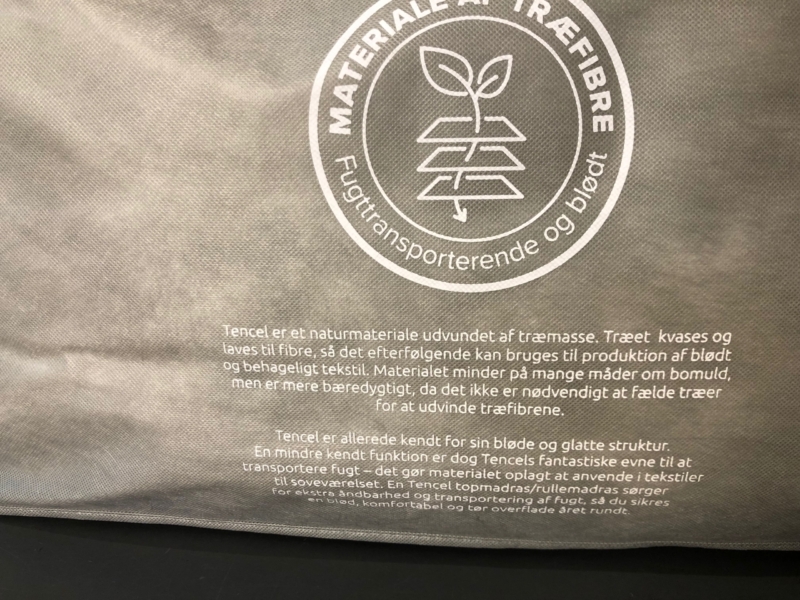 MATERIALE AF TRÆFIBRE
Fugttransporterende og blødt
Tencel er et naturmateriale udvundet af træmasse. Træet kvases og
laves til fibre, så det efterfølgende kan bruges til produktion af blødt
og behageligt tekstil. Materialet minder på mange måder om bomuld,
men er mere bæredygtigt, da det ikke er nødvendigt at fælde træer
for at udvinde træfibrene.
Tencel er allerede kendt for sin bløde og glatte struktur.
En mindre kendt funktion er dog Tencels fantastiske evne til at
transportere fugt – det gør materialet oplagt at anvende i tekstiler
til soveværelset. En Tencel topmadras/rullemadras sørger
for ekstra åndbarhed og transportering af fugt, så du sikres
en blød, komfortabel og tør overflade året rundt.